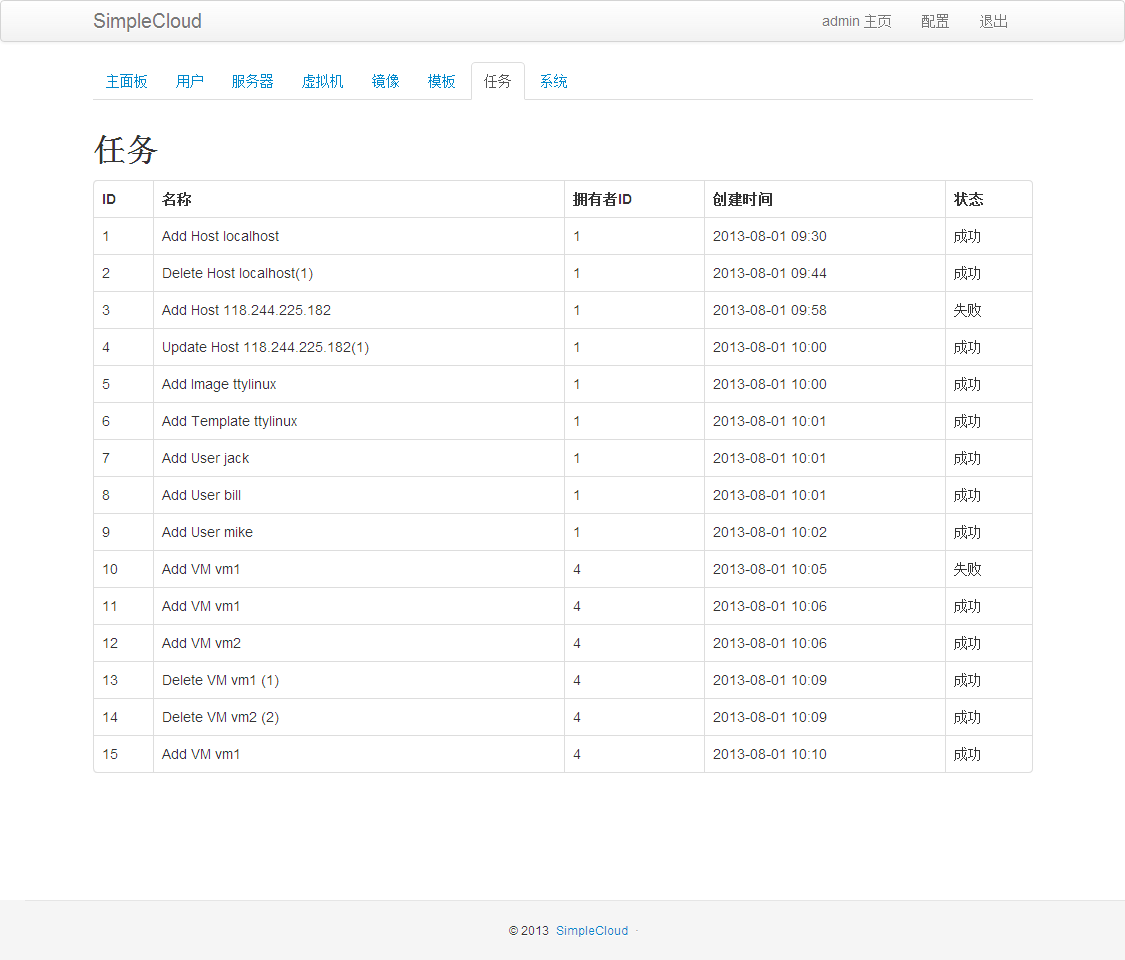 SimpleCloud admin 主页 配置 退出
主面板 用户 服务器 虚拟机 镜像 模板 任务 系统
任务
ID 名称 拥有者ID 创建时间 状态
1 Add Host localhost 1 2013-08-01 09:30 成功
2 Delete Host localhost(1) 1 2013-08-01 09:44 成功
3 Add Host 118.244.225.182 1 2013-08-01 09:58 失败
4 Update Host 118.244.225.182(1) 1 2013-08-01 10:00 成功
5 Add Image ttylinux 1 2013-08-01 10:00 成功
6 Add Template ttylinux 1 2013-08-01 10:01 成功
7 Add User jack 1 2013-08-01 10:01 成功
8 Add User bill 1 2013-08-01 10:01 成功
9 Add User mike 1 2013-08-01 10:02 成功
10 Add VM vm1 4 2013-08-01 10:05 失败
11 Add VM vm1 4 2013-08-01 10:06 成功
12 Add VM vm2 4 2013-08-01 10:06 成功
13 Delete VM vm1 (1) 4 2013-08-01 10:09 成功
14 Delete VM vm2 (2) 4 2013-08-01 10:09 成功
15 Add VM vm1 4 2013-08-01 10:10 成功
© 2013 SimpleCloud ·